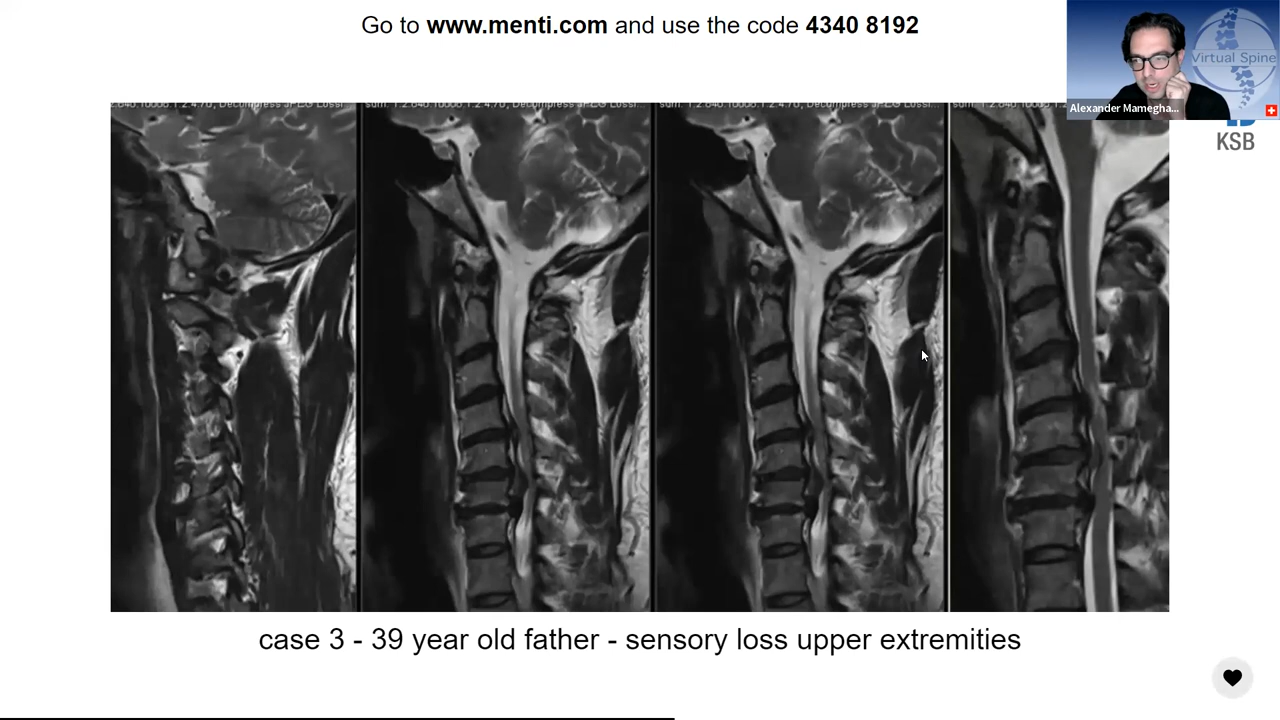 Go to www.menti.com and use the code 4340 8192
Virtual Spine
Alexander Mamegha...
KSB
case 3 - 39 year old father - sensory loss upper extremities